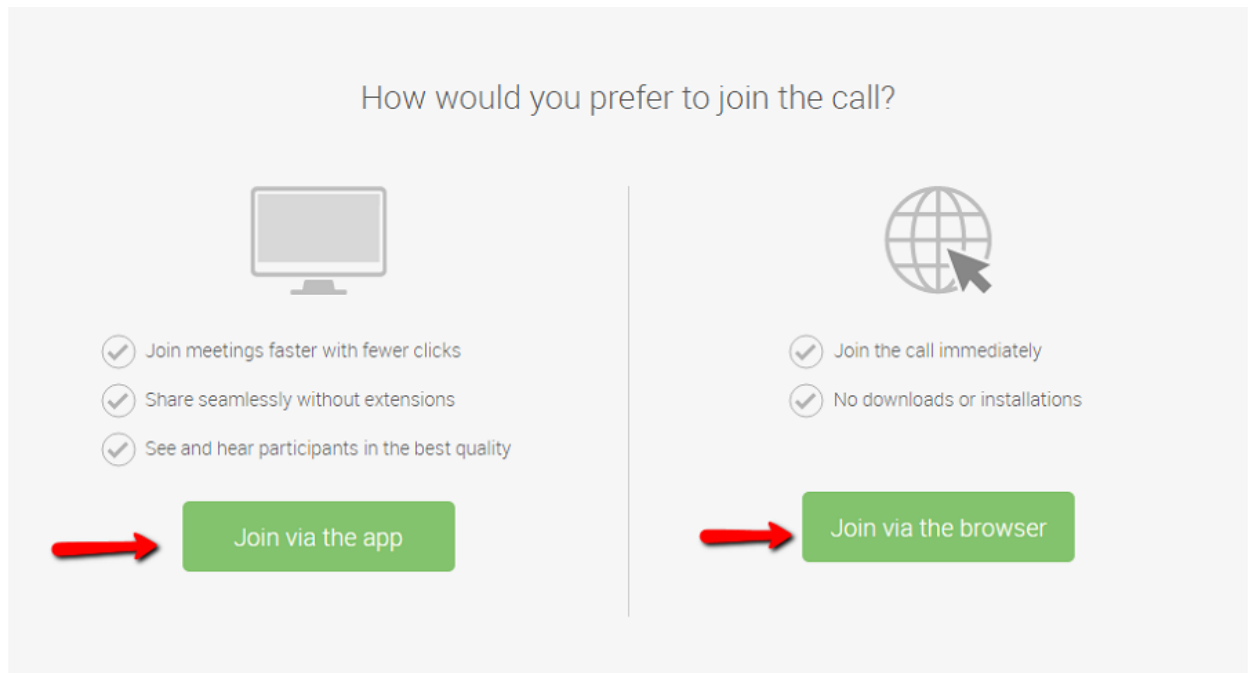 How would you prefer to join the call?
Join meetings faster with fewer clicks
Share seamlessly without extensions
See and hear participants in the best quality
Join via the app
Join the call immediately
No downloads or installations
Join via the browser